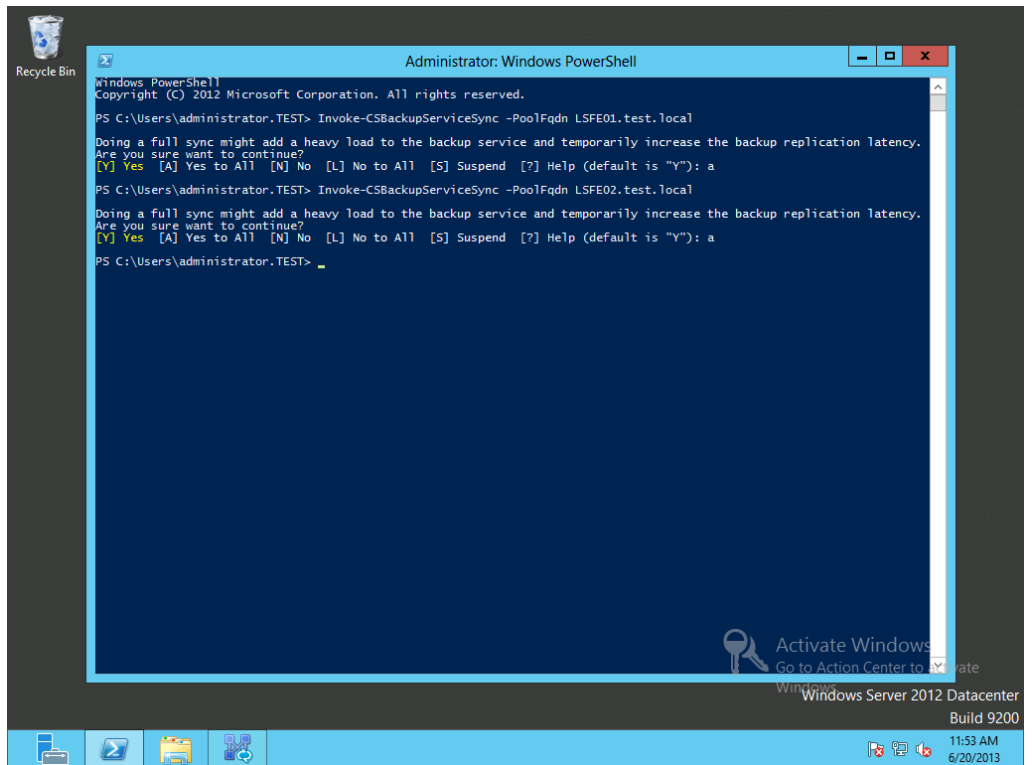 Recycle Bin
Administrator: Windows PowerShell
Windows PowerShell
Copyright (C) 2012 Microsoft Corporation. All rights reserved.
PS C:\Users\administrator.TEST> Invoke-CSBackupServiceSync -PoolFqdn LSFE01.test.local
Doing a full sync might add a heavy load to the backup service and temporarily increase the backup replication latency.
Are you sure want to continue?
[Y] Yes  [A] Yes to All  [N] No  [L] No to All  [S] Suspend  [?] Help (default is "Y"): a
PS C:\Users\administrator.TEST> Invoke-CSBackupServiceSync -PoolFqdn LSFE02.test.local
Doing a full sync might add a heavy load to the backup service and temporarily increase the backup replication latency.
Are you sure want to continue?
[Y] Yes  [A] Yes to All  [N] No  [L] No to All  [S] Suspend  [?] Help (default is "Y"): a
PS C:\Users\administrator.TEST> _
Activate Windows
Go to Action Center to activate
Windows.
Windows Server 2012 Datacenter
Build 9200
11:53 AM
6/20/2013